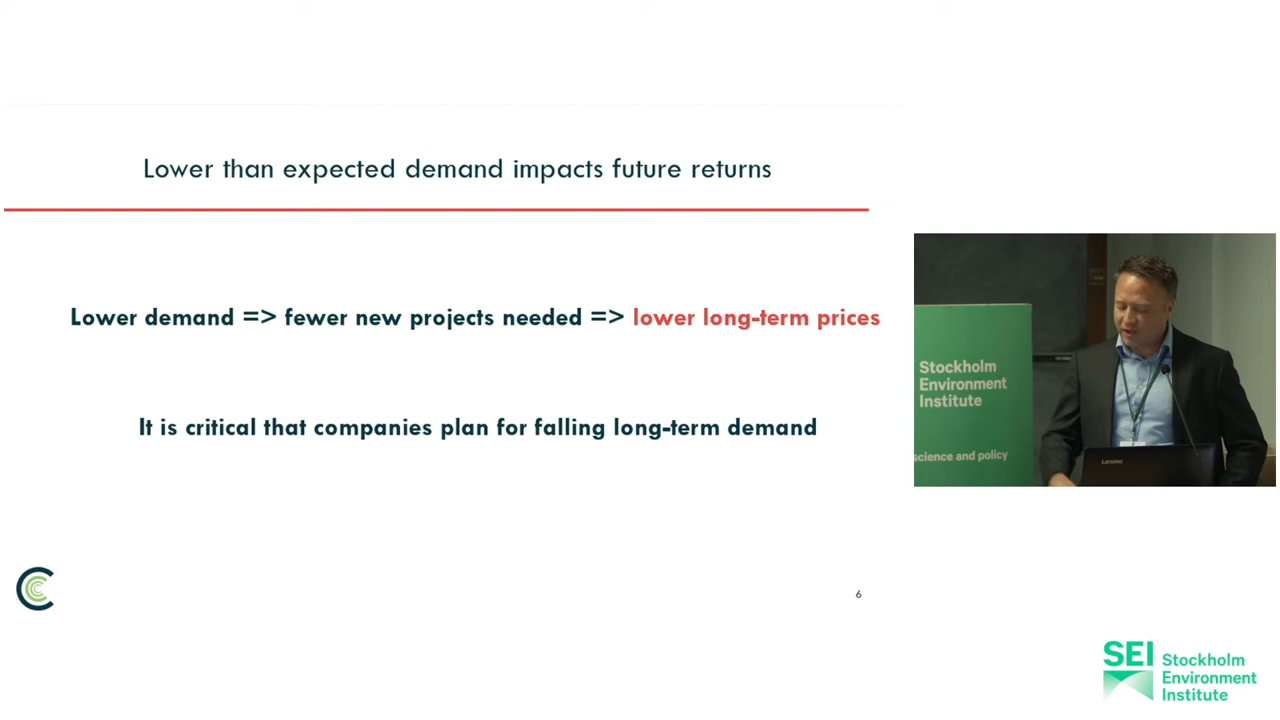 Lower than expected demand impacts future returns
Lower demand => fewer new projects needed => lower long-term prices
It is critical that companies plan for falling long-term demand
6
Stockholm
Environment
Institute
science and policy
Lenovo
SEI Stockholm
Environment
Institute